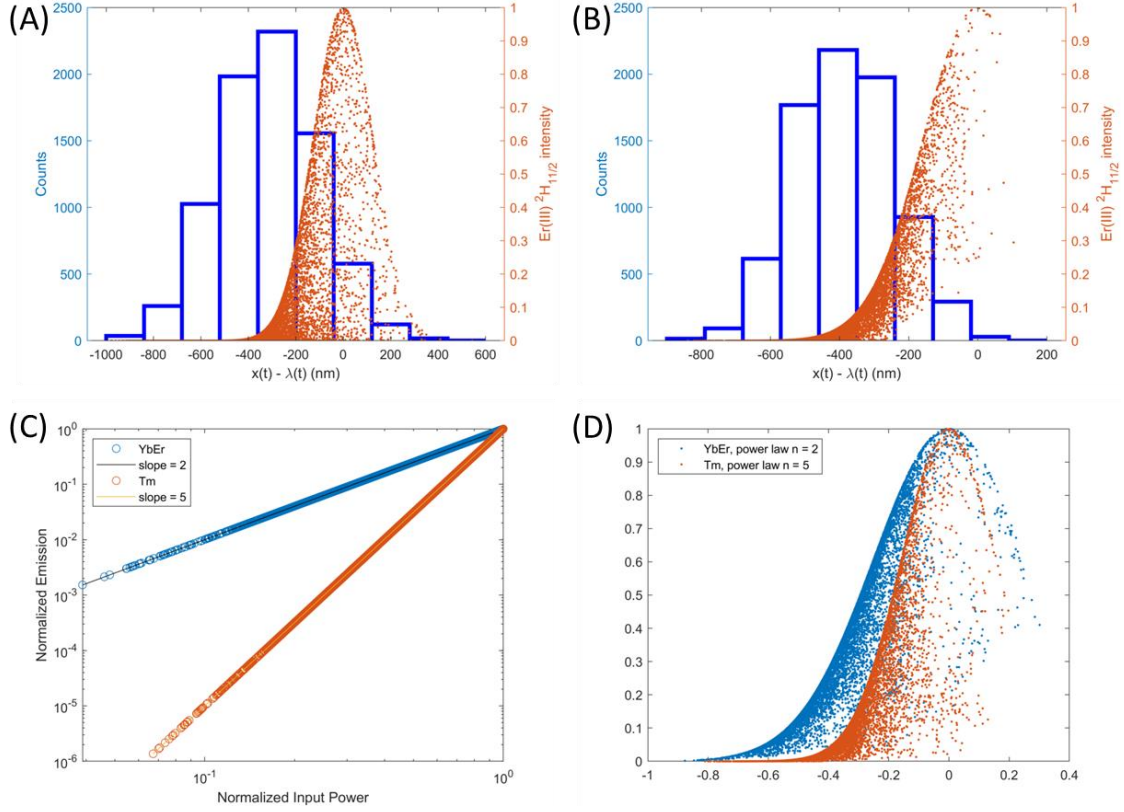 (A)
2500
2000
1500
1000
500
0
Counts
1
0.9
0.8
0.7
0.6
0.5
0.4
0.3
0.2
0.1
0
Er(III) ²H₁₁/₂ intensity
-1000 -800 -600 -400 -200 0 200 400 600
x(t) - λ(t) (nm)
(B)
2500
2000
1500
1000
500
0
Counts
1
0.9
0.8
0.7
0.6
0.5
0.4
0.3
0.2
0.1
0
Er(III) ²H₁₁/₂ intensity
-800 -600 -400 -200 0 200
x(t) - λ(t) (nm)
(C)
YbEr
slope = 2
Tm
slope = 5
10⁰
10⁻¹
10⁻²
10⁻³
10⁻⁴
10⁻⁵
10⁻⁶
Normalized Emission
10⁻¹ 10⁰
Normalized Input Power
(D)
YbEr, power law n = 2
Tm, power law n = 5
1
0.9
0.8
0.7
0.6
0.5
0.4
0.3
0.2
0.1
0
-1 -0.8 -0.6 -0.4 -0.2 0 0.2 0.4